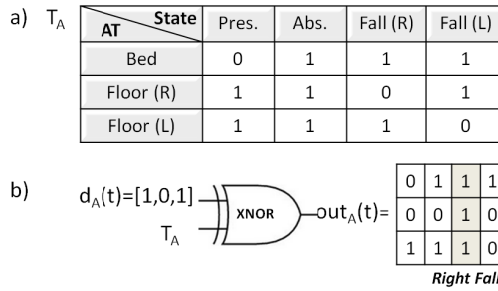 a) T_A
AT State Pres. Abs. Fall (R) Fall (L)
Bed 0 1 1 1
Floor (R) 1 1 0 1
Floor (L) 1 1 1 0
b) d_A(t)=[1,0,1] T_A XNOR out_A(t)=
0 1 1 1
0 0 1 0
1 1 1 0
Right Fall